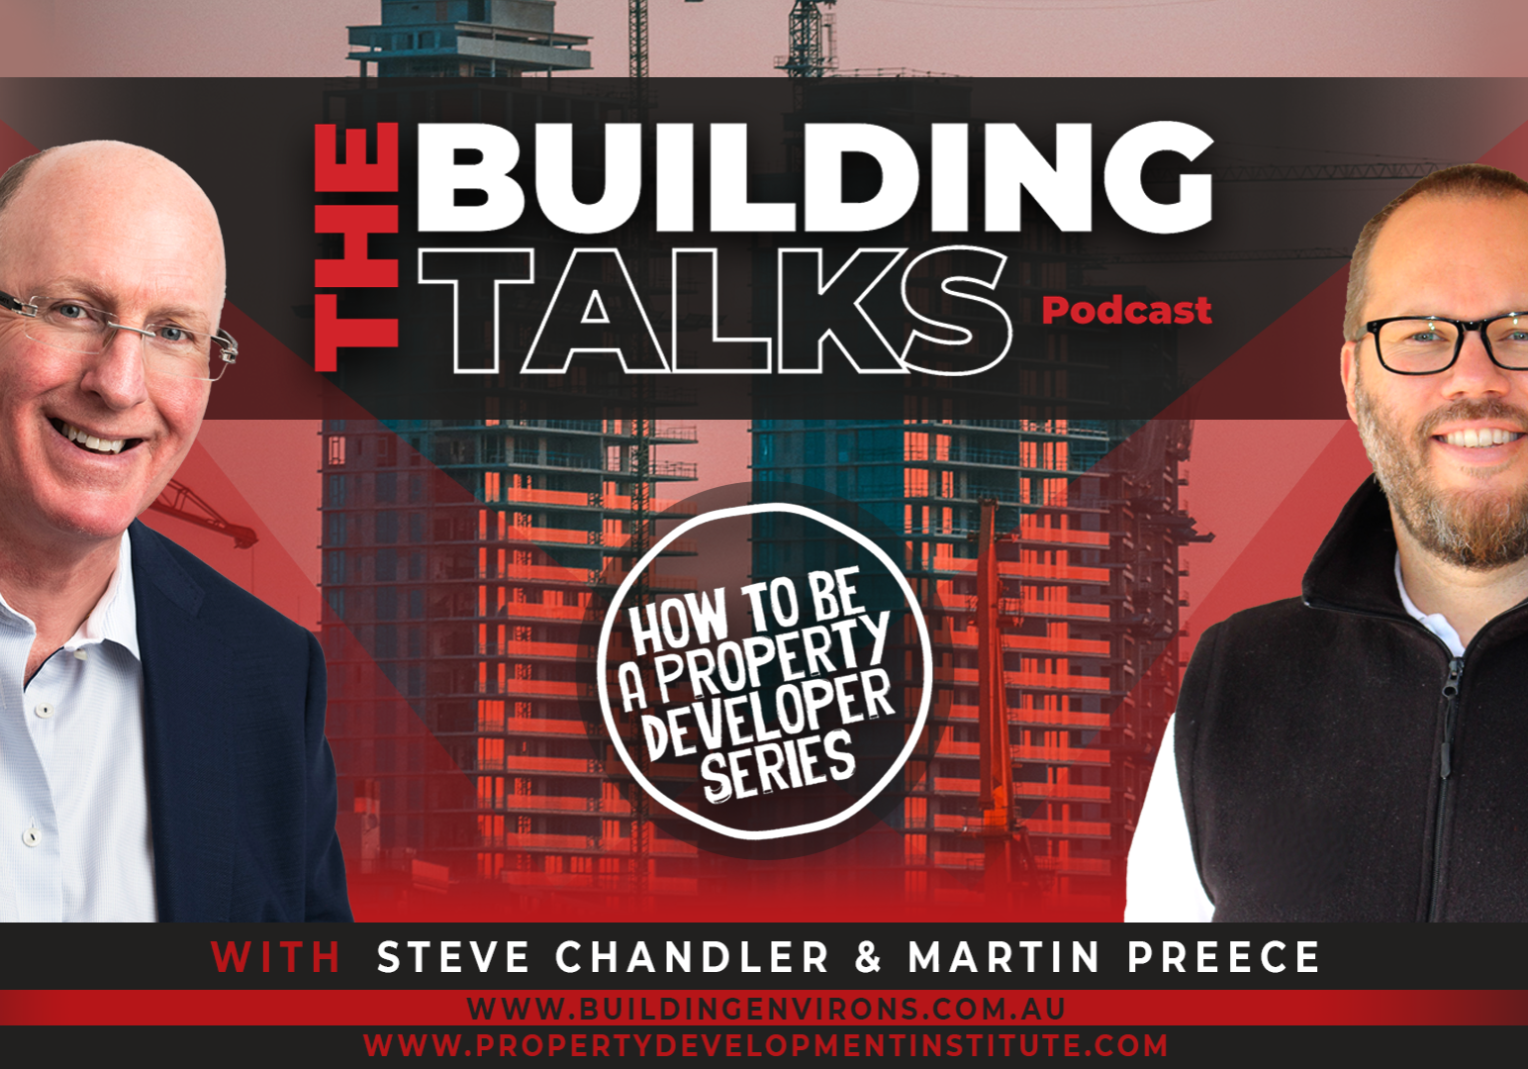 THE BUILDING
TALKS Podcast
HOW TO BE
A PROPERTY
DEVELOPER
SERIES
WITH STEVE CHANDLER & MARTIN PREECE
WWW.BUILDINGENVIRONS.COM.AU
WWW.PROPERTYDEVELOPMENTINSTITUTE.COM